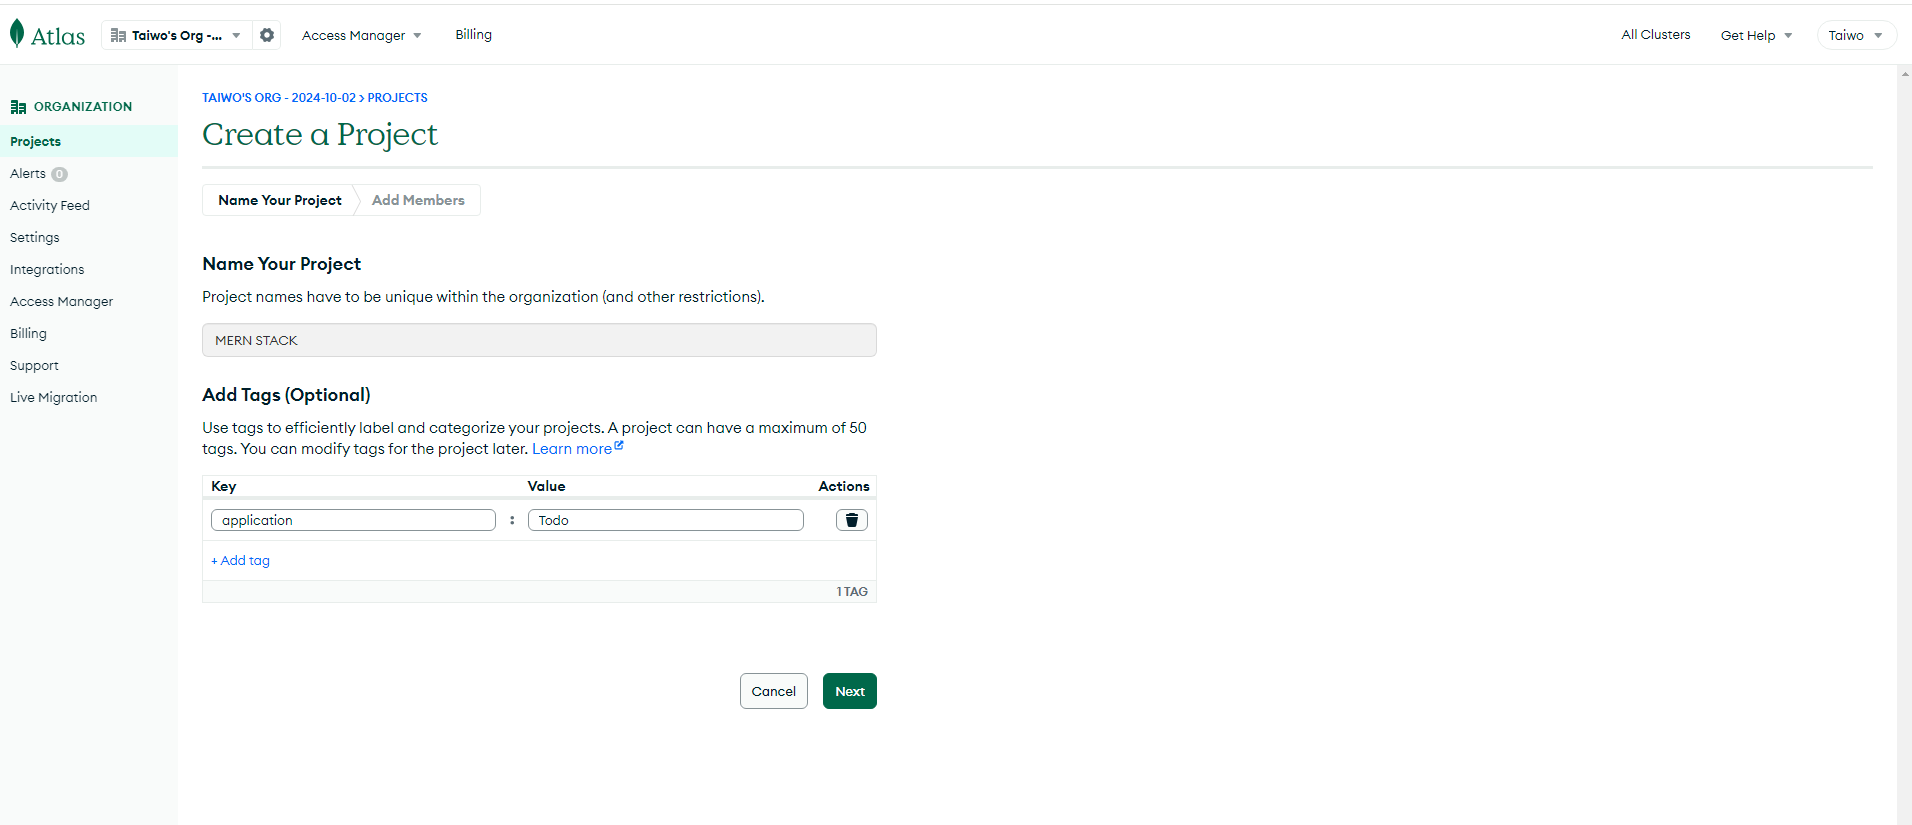 Atlas
Taiwo's Org -...
Access Manager
Billing
All Clusters
Get Help
Taiwo
ORGANIZATION
Projects
Alerts 0
Activity Feed
Settings
Integrations
Access Manager
Billing
Support
Live Migration
TAIWO'S ORG - 2024-10-02 > PROJECTS
Create a Project
Name Your Project
Add Members
Name Your Project
Project names have to be unique within the organization (and other restrictions).
MERN STACK
Add Tags (Optional)
Use tags to efficiently label and categorize your projects. A project can have a maximum of 50
tags. You can modify tags for the project later. Learn more
Key Value Actions
application : Todo
+ Add tag
1 TAG
Cancel
Next